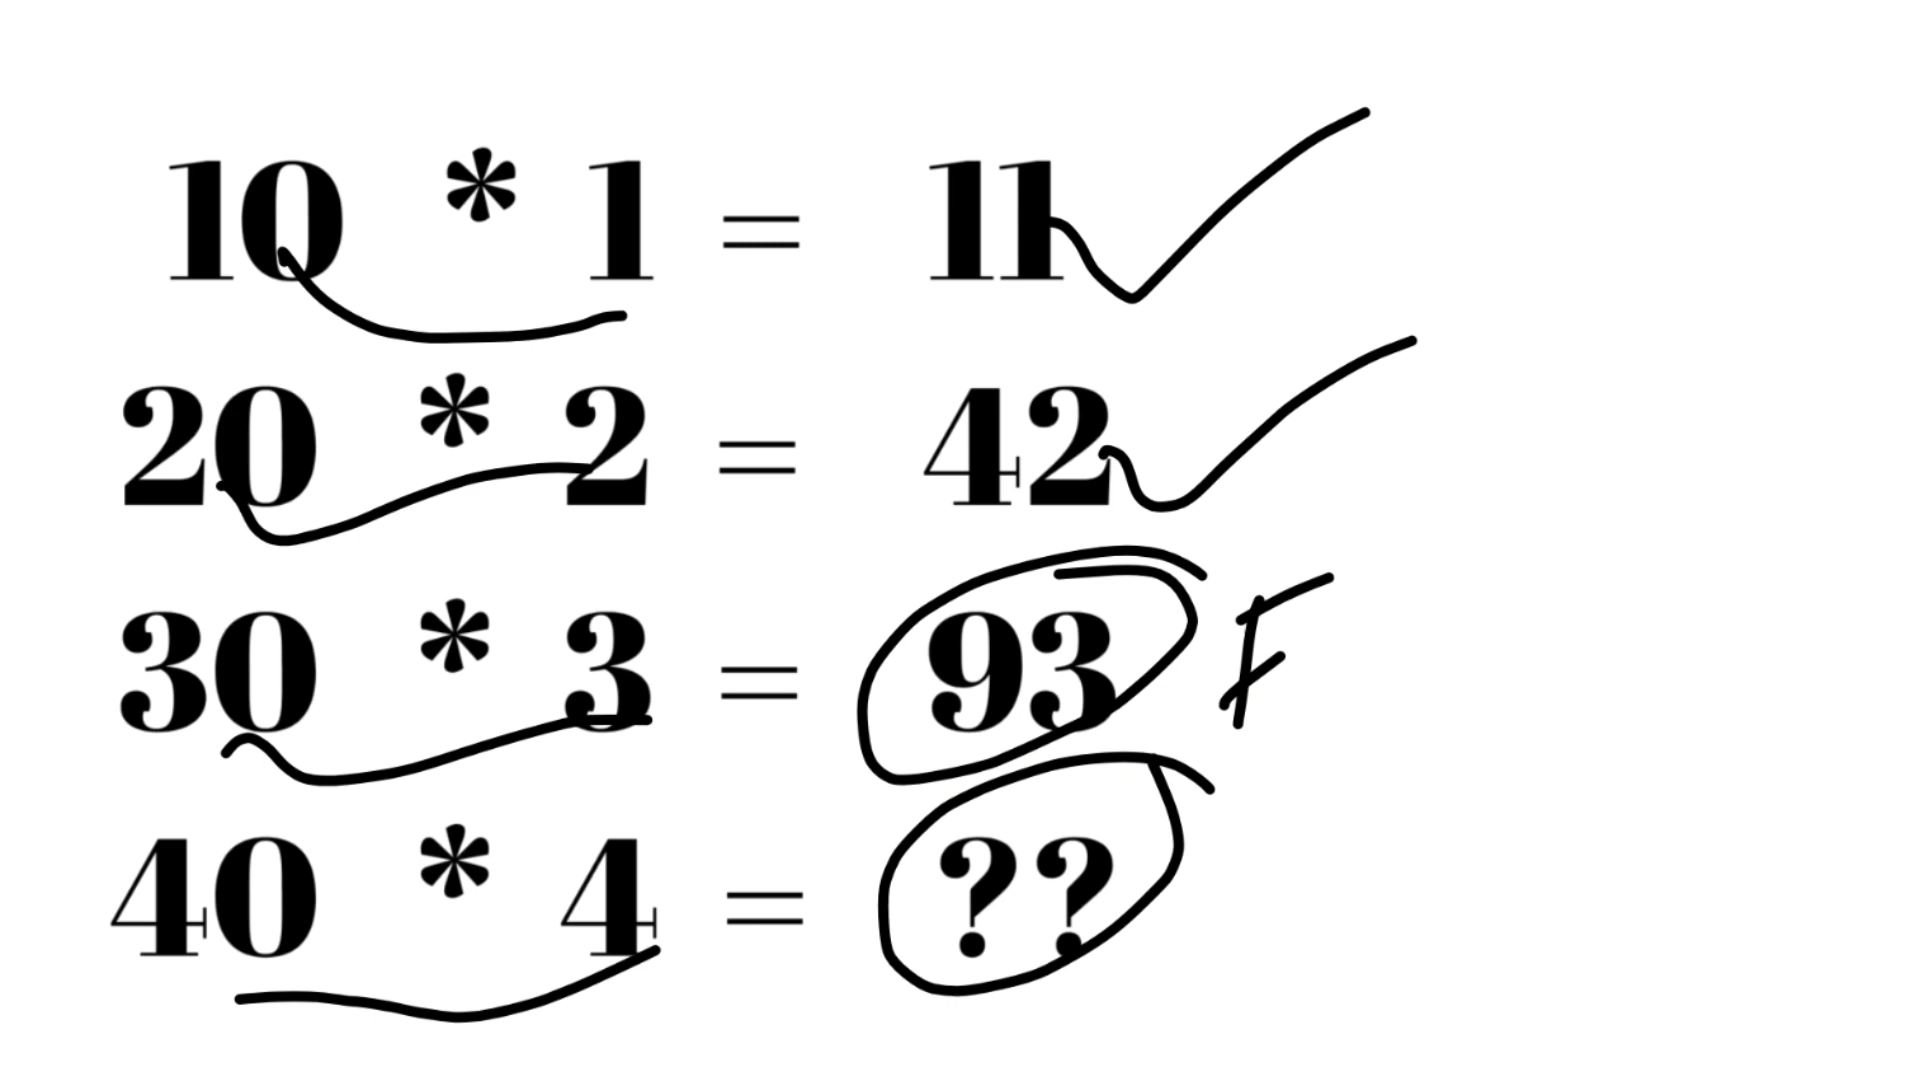 10 * 1 = 11
20 * 2 = 42
30 * 3 = 93 F
40 * 4 = ??